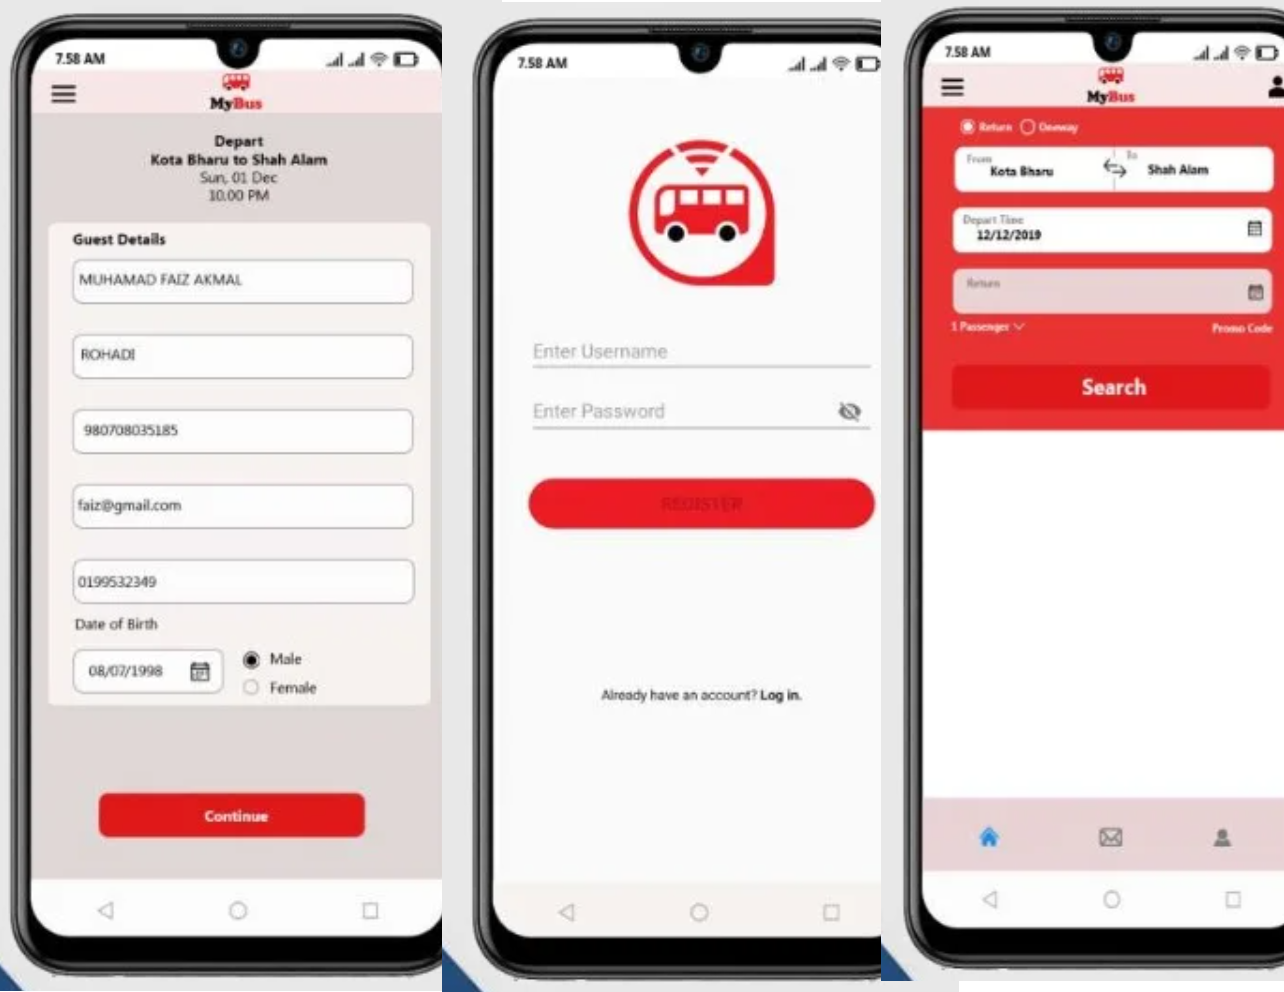 7.58 AM
MyBus
Depart
Kota Bharu to Shah Alam
Sun, 01 Dec
10.00 PM
Guest Details
MUHAMAD FAIZ AKMAL
ROHADI
980708035185
faiz@gmail.com
0199532349
Date of Birth
08/07/1998
Male
Female
Continue
7.58 AM
Enter Username
Enter Password
REGISTER
Already have an account? Log in.
7.58 AM
MyBus
Return Oneway
From
Kota Bharu
To
Shah Alam
Depart Time
12/12/2019
Return
1 Passenger
Promo Code
Search